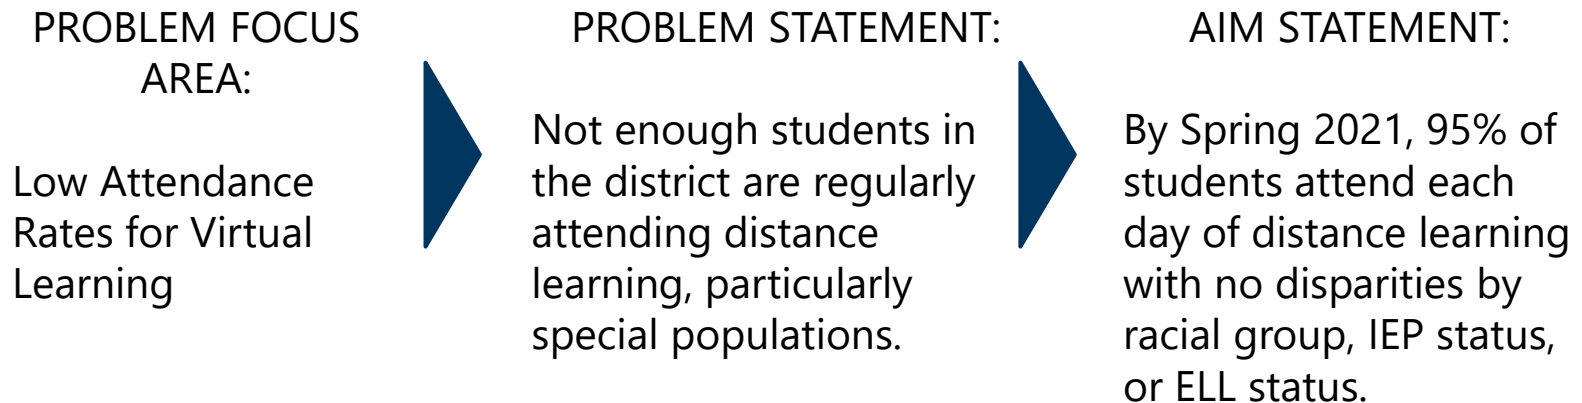 PROBLEM FOCUS
AREA:
Low Attendance
Rates for Virtual
Learning
PROBLEM STATEMENT:
Not enough students in
the district are regularly
attending distance
learning, particularly
special populations.
AIM STATEMENT:
By Spring 2021, 95% of
students attend each
day of distance learning
with no disparities by
racial group, IEP status,
or ELL status.